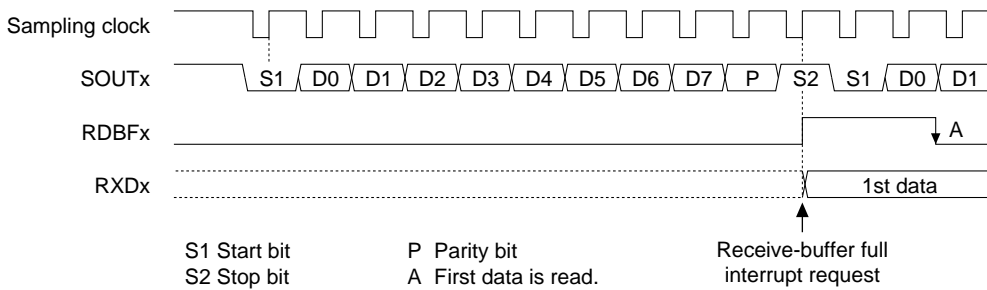 Sampling clock
SOUTx S1 D0 D1 D2 D3 D4 D5 D6 D7 P S2 S1 D0 D1
RDBFx A
RXDx 1st data
S1 Start bit P Parity bit Receive-buffer full
S2 Stop bit A First data is read. interrupt request